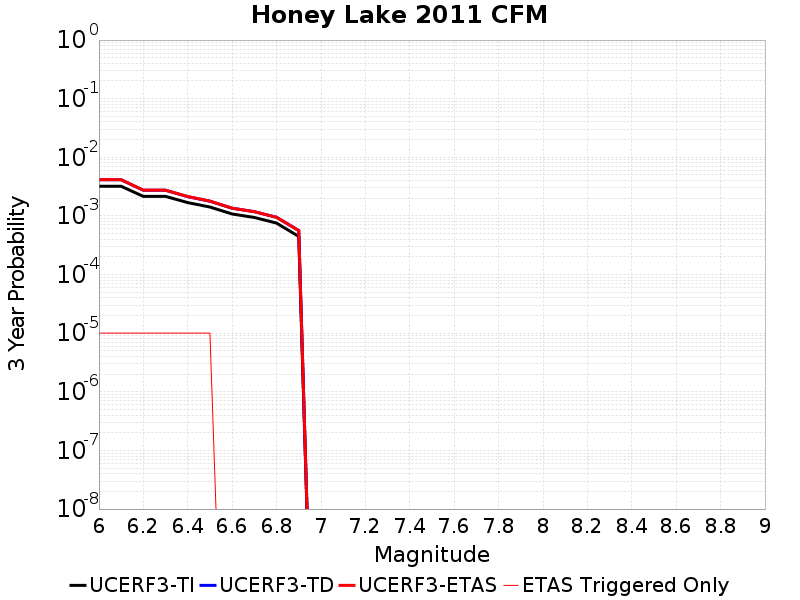 Honey Lake 2011 CFM
3 Year Probability
10^0
10^-1
10^-2
10^-3
10^-4
10^-5
10^-6
10^-7
10^-8
6 6.2 6.4 6.6 6.8 7 7.2 7.4 7.6 7.8 8 8.2 8.4 8.6 8.8 9
Magnitude
UCERF3-TI UCERF3-TD UCERF3-ETAS ETAS Triggered Only